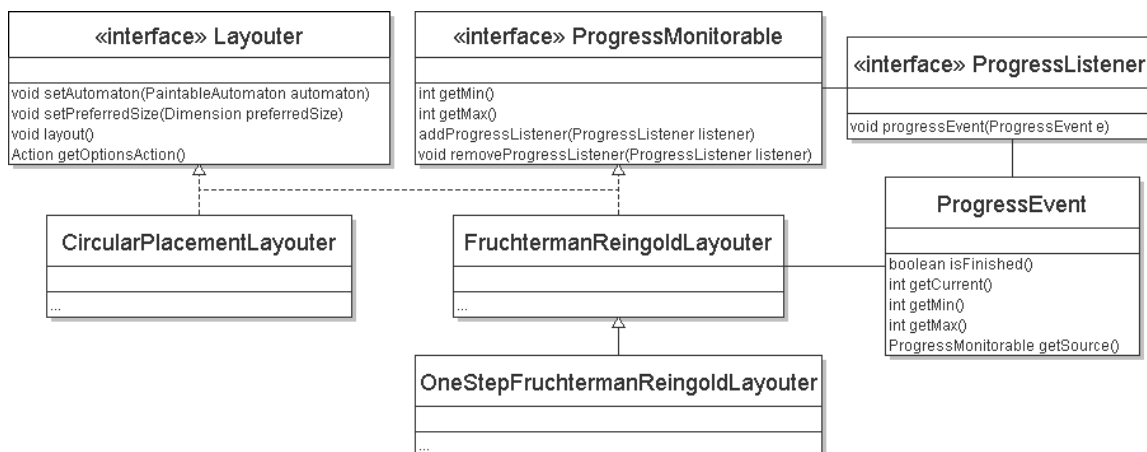 «interface» Layouter
void setAutomaton(PaintableAutomaton automaton)
void setPreferredSize(Dimension preferredSize)
void layout()
Action getOptionsAction()
«interface» ProgressMonitorable
int getMin()
int getMax()
addProgressListener(ProgressListener listener)
void removeProgressListener(ProgressListener listener)
«interface» ProgressListener
void progressEvent(ProgressEvent e)
CircularPlacementLayouter
...
FruchtermanReingoldLayouter
...
ProgressEvent
boolean isFinished()
int getCurrent()
int getMin()
int getMax()
ProgressMonitorable getSource()
OneStepFruchtermanReingoldLayouter
...